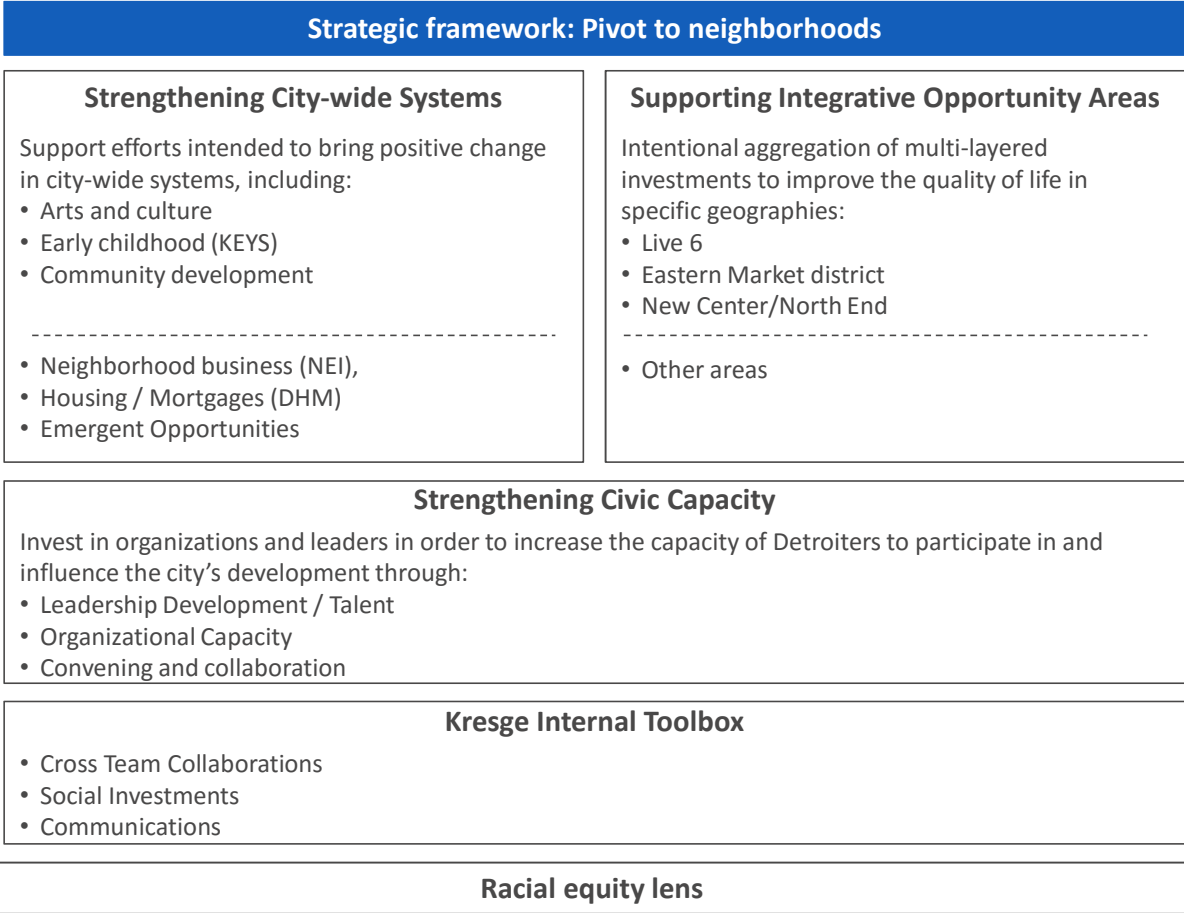 Strategic framework: Pivot to neighborhoods
Strengthening City-wide Systems
Support efforts intended to bring positive change
in city-wide systems, including:
• Arts and culture
• Early childhood (KEYS)
• Community development
• Neighborhood business (NEI),
• Housing / Mortgages (DHM)
• Emergent Opportunities
Supporting Integrative Opportunity Areas
Intentional aggregation of multi-layered
investments to improve the quality of life in
specific geographies:
• Live 6
• Eastern Market district
• New Center/North End
• Other areas
Strengthening Civic Capacity
Invest in organizations and leaders in order to increase the capacity of Detroiters to participate in and
influence the city’s development through:
• Leadership Development / Talent
• Organizational Capacity
• Convening and collaboration
Kresge Internal Toolbox
• Cross Team Collaborations
• Social Investments
• Communications
Racial equity lens